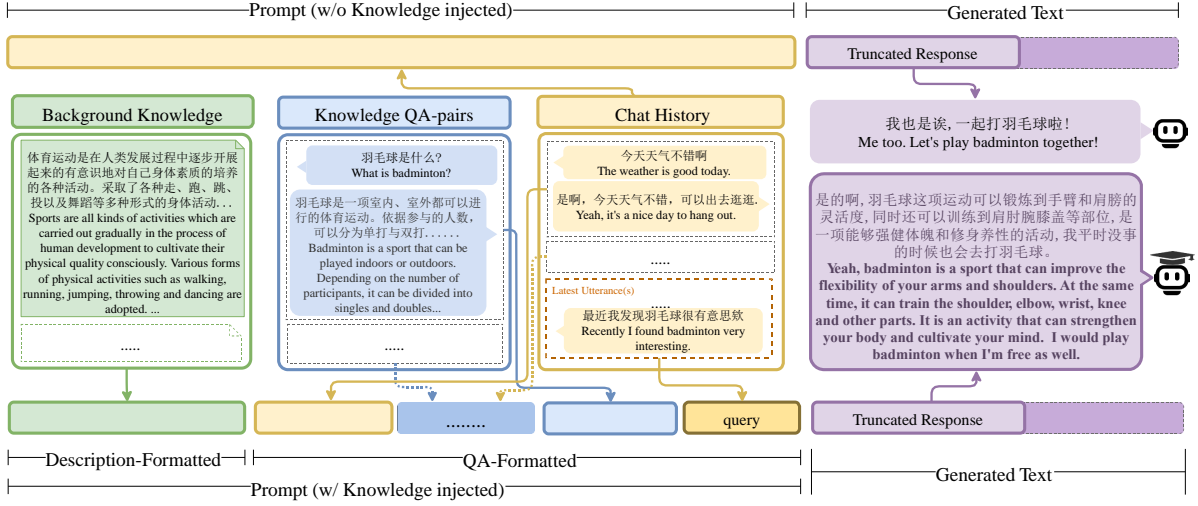 Prompt (w/o Knowledge injected)
Generated Text
Truncated Response
Background Knowledge
体育运动是在人类发展过程中逐步开展
起来的有意识地对自己身体素质的培养
的各种活动。采取了各种走、跑、跳、
投以及舞蹈等多种形式的身体活动...
Sports are all kinds of activities which are
carried out gradually in the process of
human development to cultivate their
physical quality consciously. Various forms
of physical activities such as walking,
running, jumping, throwing and dancing are
adopted. ...
.....
Knowledge QA-pairs
羽毛球是什么?
What is badminton?
羽毛球是一项室内、室外都可以进
行的体育运动。依据参与的人数，
可以分为单打与双打......
Badminton is a sport that can be
played indoors or outdoors.
Depending on the number of
participants, it can be divided into
singles and doubles...
.....
Chat History
今天天气不错啊
The weather is good today.
是啊，今天天气不错，可以出去逛逛.
Yeah, it's a nice day to hang out.
.....
Latest Utterance(s)
.....
最近我发现羽毛球很有意思欸
Recently I found badminton very
interesting.
我也是诶, 一起打羽毛球啦!
Me too. Let's play badminton together!
是的啊, 羽毛球这项运动可以锻炼到手臂和肩膀的
灵活度, 同时还可以训练到肩肘腕膝盖等部位, 是
一项能够强健体魄和修身养性的活动, 我平时没事
的时候也会去打羽毛球。
Yeah, badminton is a sport that can improve the
flexibility of your arms and shoulders. At the same
time, it can train the shoulder, elbow, wrist, knee
and other parts. It is an activity that can strengthen
your body and cultivate your mind. I would play
badminton when I'm free as well.
........
query
Truncated Response
Description-Formatted
QA-Formatted
Generated Text
Prompt (w/ Knowledge injected)